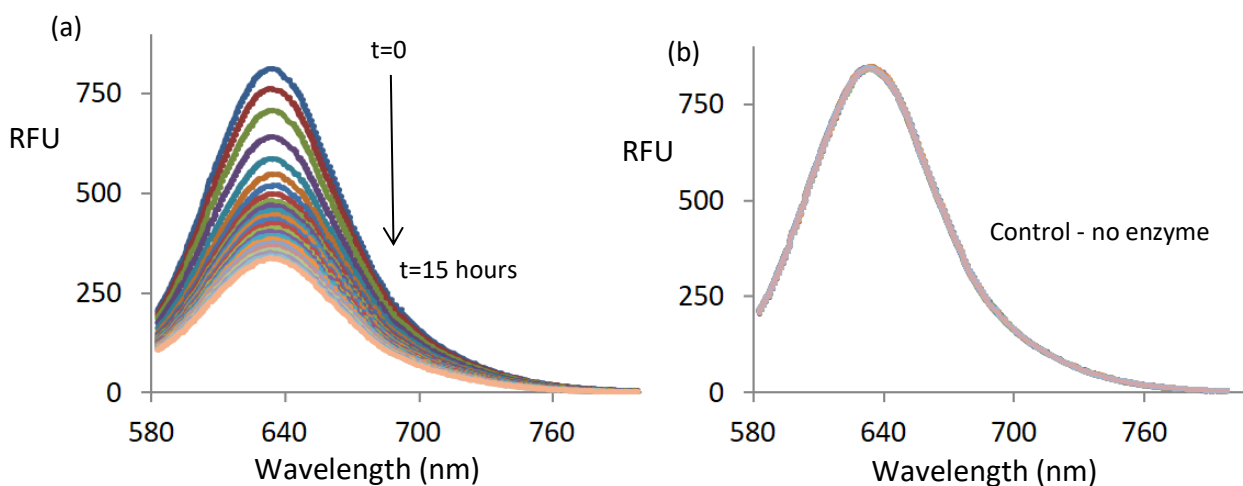 (a)
t=0
750
RFU
500
t=15 hours
250
0
580 640 700 760
Wavelength (nm)
(b)
750
RFU
500
Control - no enzyme
250
0
580 640 700 760
Wavelength (nm)